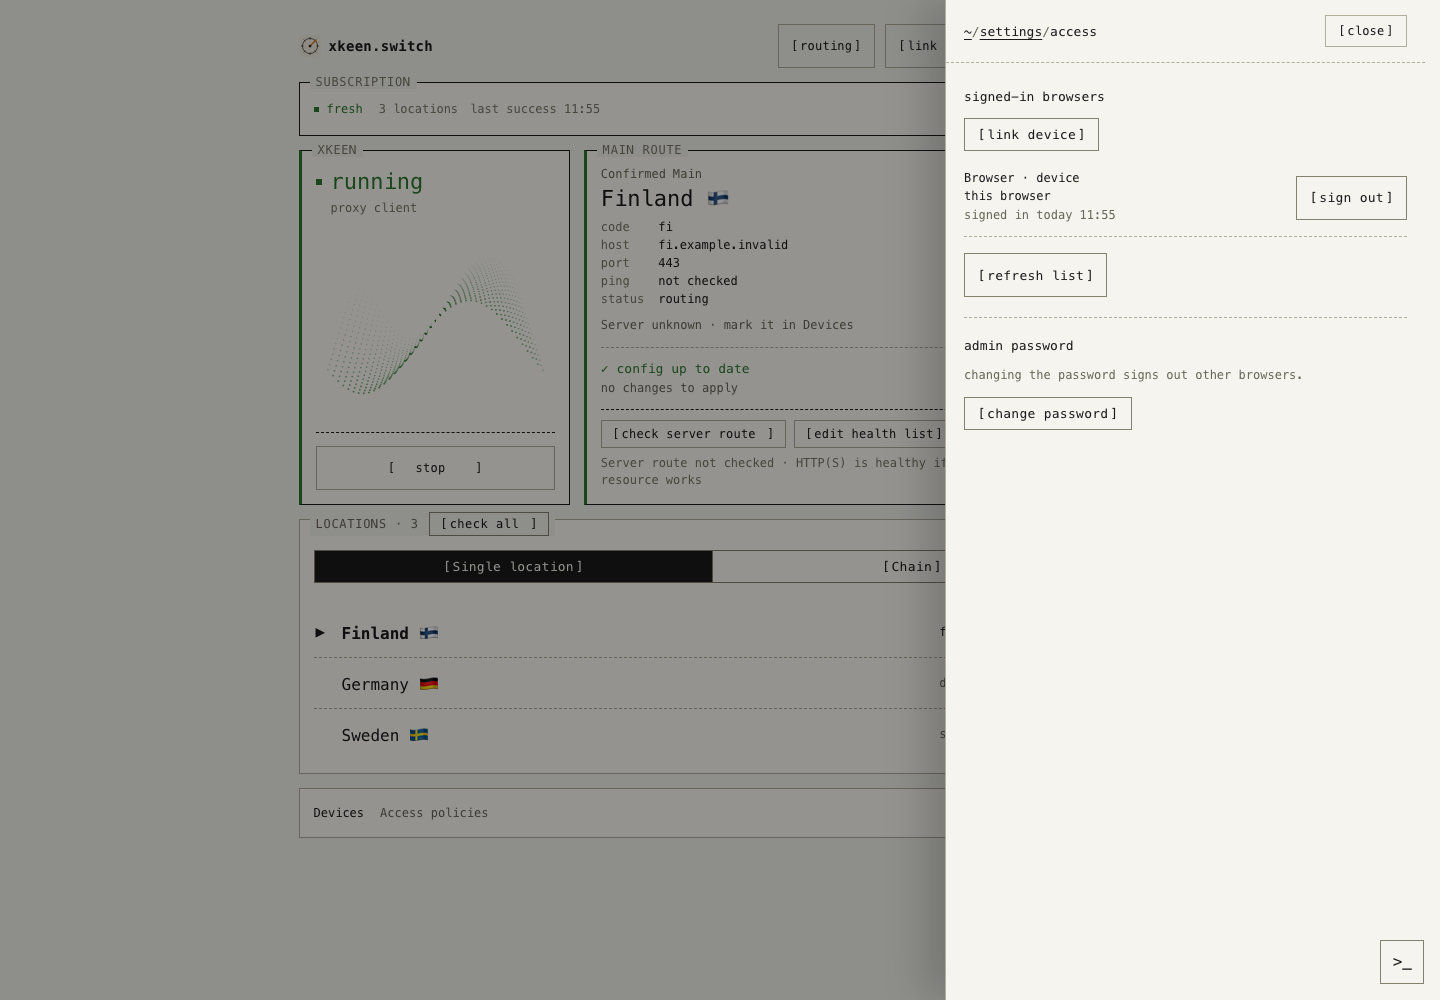 xkeen.switch
[routing]
[link
SUBSCRIPTION
fresh 3 locations last success 11:55
XKEEN
running
proxy client
[ stop ]
MAIN ROUTE
Confirmed Main
Finland
code fi
host fi.example.invalid
port 443
ping not checked
status routing
Server unknown · mark it in Devices
✓ config up to date
no changes to apply
[check server route ] [edit health list]
Server route not checked · HTTP(S) is healthy if
resource works
LOCATIONS · 3 [check all ]
[Single location] [Chain]
▶ Finland
Germany
Sweden
Devices Access policies
~/settings/access
[close]
signed-in browsers
[link device]
Browser · device
this browser
signed in today 11:55
[sign out]
[refresh list]
admin password
changing the password signs out other browsers.
[change password]
>_